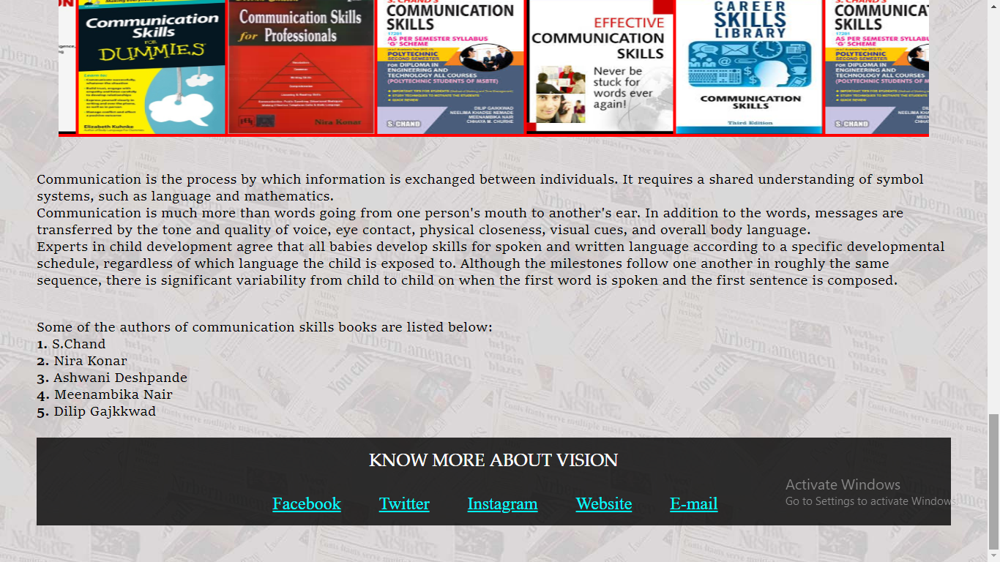 Communication
Skills
FOR
DUMMIES
Learn to:
Elizabeth Kuhnke
Communication Skills
for Professionals
Nira Konar
COMMUNICATION
SKILLS
17201
AS PER SEMESTER SYLLABUS
'G' SCHEME
POLYTECHNIC
SECOND SEMESTER
FOR DIPLOMA IN
ENGINEERING AND
TECHNOLOGY ALL COURSES
(POLYTECHNIC STUDENTS OF MSBTE)
DILIP GAIKKWAD
NEELIMA KHADSE REMADE
MEENAMBIKA NAIR
CHHAYA M. CHURHE
S. CHAND
EFFECTIVE
COMMUNICATION
SKILLS
Never be
stuck for
words ever
again!
CAREER
SKILLS
LIBRARY
COMMUNICATION
SKILLS
Third Edition
COMMUNICAT
SKILLS
17201
AS PER SEMESTER SYLL
'G' SCHEME
POLYTECHNIC
SECOND SEMESTER
FOR DIPLOMA IN
ENGINEERING AND
TECHNOLOGY ALL COURSES
(POLYTECHNIC STUDENTS OF M
S. CHAND
Communication is the process by which information is exchanged between individuals. It requires a shared understanding of symbol
systems, such as language and mathematics.
Communication is much more than words going from one person's mouth to another's ear. In addition to the words, messages are
transferred by the tone and quality of voice, eye contact, physical closeness, visual cues, and overall body language.
Experts in child development agree that all babies develop skills for spoken and written language according to a specific developmental
schedule, regardless of which language the child is exposed to. Although the milestones follow one another in roughly the same
sequence, there is significant variability from child to child on when the first word is spoken and the first sentence is composed.
Some of the authors of communication skills books are listed below:
1. S.Chand
2. Nira Konar
3. Ashwani Deshpande
4. Meenambika Nair
5. Dilip Gajkkwad
KNOW MORE ABOUT VISION
Facebook Twitter Instagram Website E-mail
Activate Windows
Go to Settings to activate Windows.